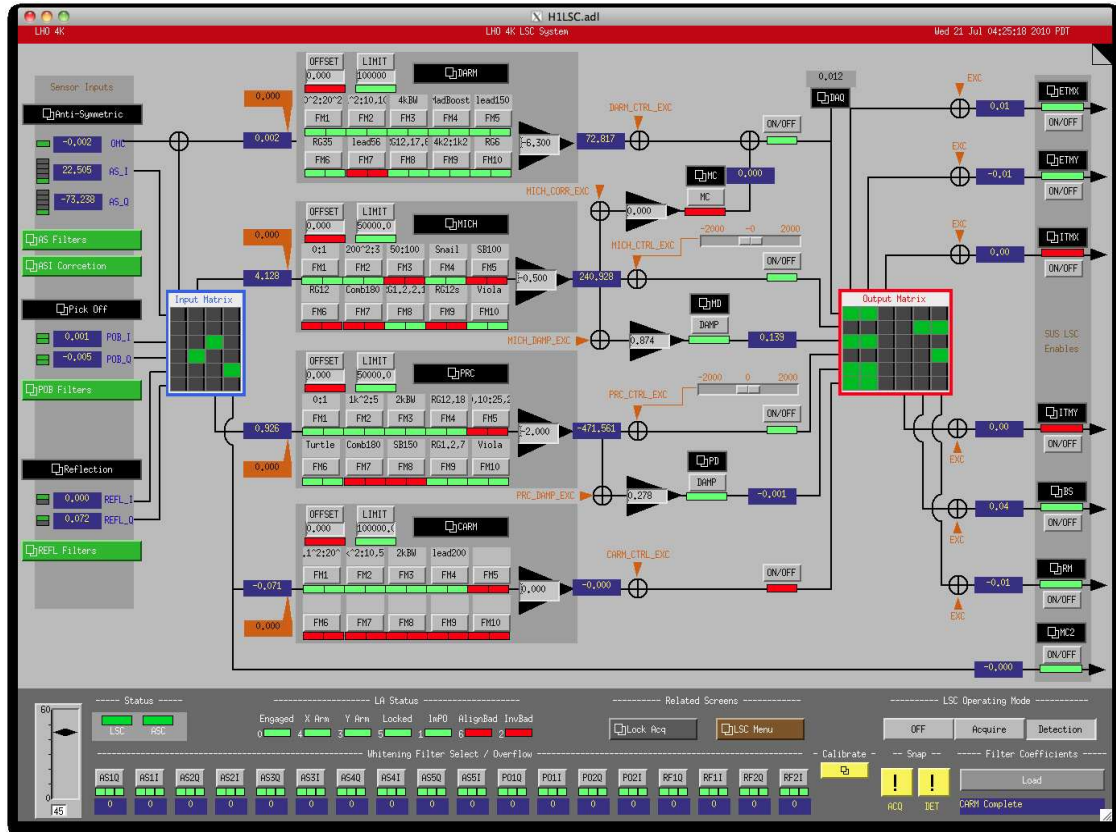 H1LSC.adl
LHO 4K LHO 4K LSC System Wed 21 Jul 04:25:18 2010 PDT
Sensor Inputs
Anti-Symmetric
-0.002 OMC
22.505 AS_I
-73.238 AS_Q
AS Filters
ASI Corrcetion
Pick Off
0.001 POB_I
-0.005 POB_Q
POB Filters
Reflection
0.000 REFL_I
0.072 REFL_Q
REFL Filters
Input Matrix
OFFSET LIMIT
0.000 100000 DARM
0.000
4kBW lead150
FM1 FM2 FM3 FM4 FM5
0.002 -6.300 72.817
RG35 lead56 4k2:1k2 RG6
FM6 FM7 FM8 FM9 FM10
DARM_CTRL_EXC
ON/OFF
MC 0.000
MC
MICH_CORR_EXC
0.000
OFFSET LIMIT
0.000 50000.0 MICH
0.000
0:1 200^2:3 50:100 Snail SB100
FM1 FM2 FM3 FM4 FM5
4.128 -0.500 240.928
RG12 Comb180 RG12s Viola
FM6 FM7 FM8 FM9 FM10
-2000 -0 2000
MICH_CTRL_EXC
ON/OFF
MD
DAMP
MICH_DAMP_EXC 0.874 0.139
OFFSET LIMIT
0.000 50000.0 PRC
0:1 1k^2:5 2kBW RG12,18
FM1 FM2 FM3 FM4 FM5
0.926 -2.000 -471.561
Turtle Comb180 SB150 RG1,2,7 Viola
0.000 FM6 FM7 FM8 FM9 FM10
-2000 0 2000
PRC_CTRL_EXC
ON/OFF
PD
DAMP
PRC_DAMP_EXC 0.278 -0.001
OFFSET LIMIT
0.000 CARM
2kBW lead200
FM1 FM2 FM3 FM4 FM5
-0.071 0.000 -0.000
0.000 FM6 FM7 FM8 FM9 FM10
CARM_CTRL_EXC
ON/OFF
0.012
DAQ
Output Matrix
EXC 0.01 ETMX
ON/OFF
EXC -0.01 ETMY
ON/OFF
EXC 0.00 ITMX
ON/OFF
SUS LSC
Enables
ITMY
0.00 ON/OFF
EXC
BS
0.04 ON/OFF
EXC
RM
-0.01 ON/OFF
EXC
MC2
ON/OFF
-0.000
60
0
45
----- Status -----
LSC ASC
LA Status
Engaged X Arm Y Arm Locked ImPO AlignBad InvBad
0 4 3 5 1 6 2
Related Screens
Lock Acq LSC Menu
LSC Operating Mode
OFF Acquire Detection
Whitening Filter Select / Overflow
AS1Q AS1I AS2Q AS2I AS3Q AS3I AS4Q AS4I AS5Q AS5I PO1Q PO1I PO2Q PO2I RF1Q RF1I RF2Q RF2I
0 0 0 0 0 0 0 0 0 0 0 0 0 0 0 0 0 0
- Calibrate -
-- Snap --
! !
ACQ DET
Filter Coefficients
Load
CARM Complete